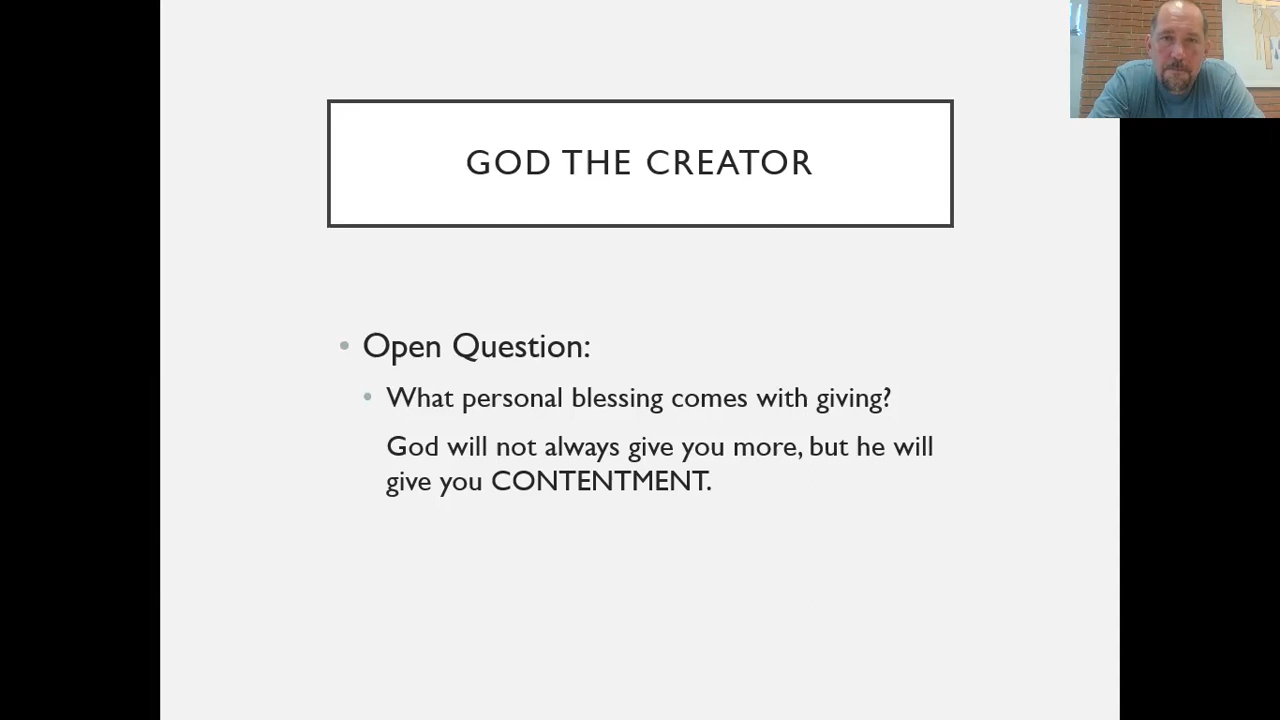 GOD THE CREATOR
Open Question:
What personal blessing comes with giving?
God will not always give you more, but he will
give you CONTENTMENT.